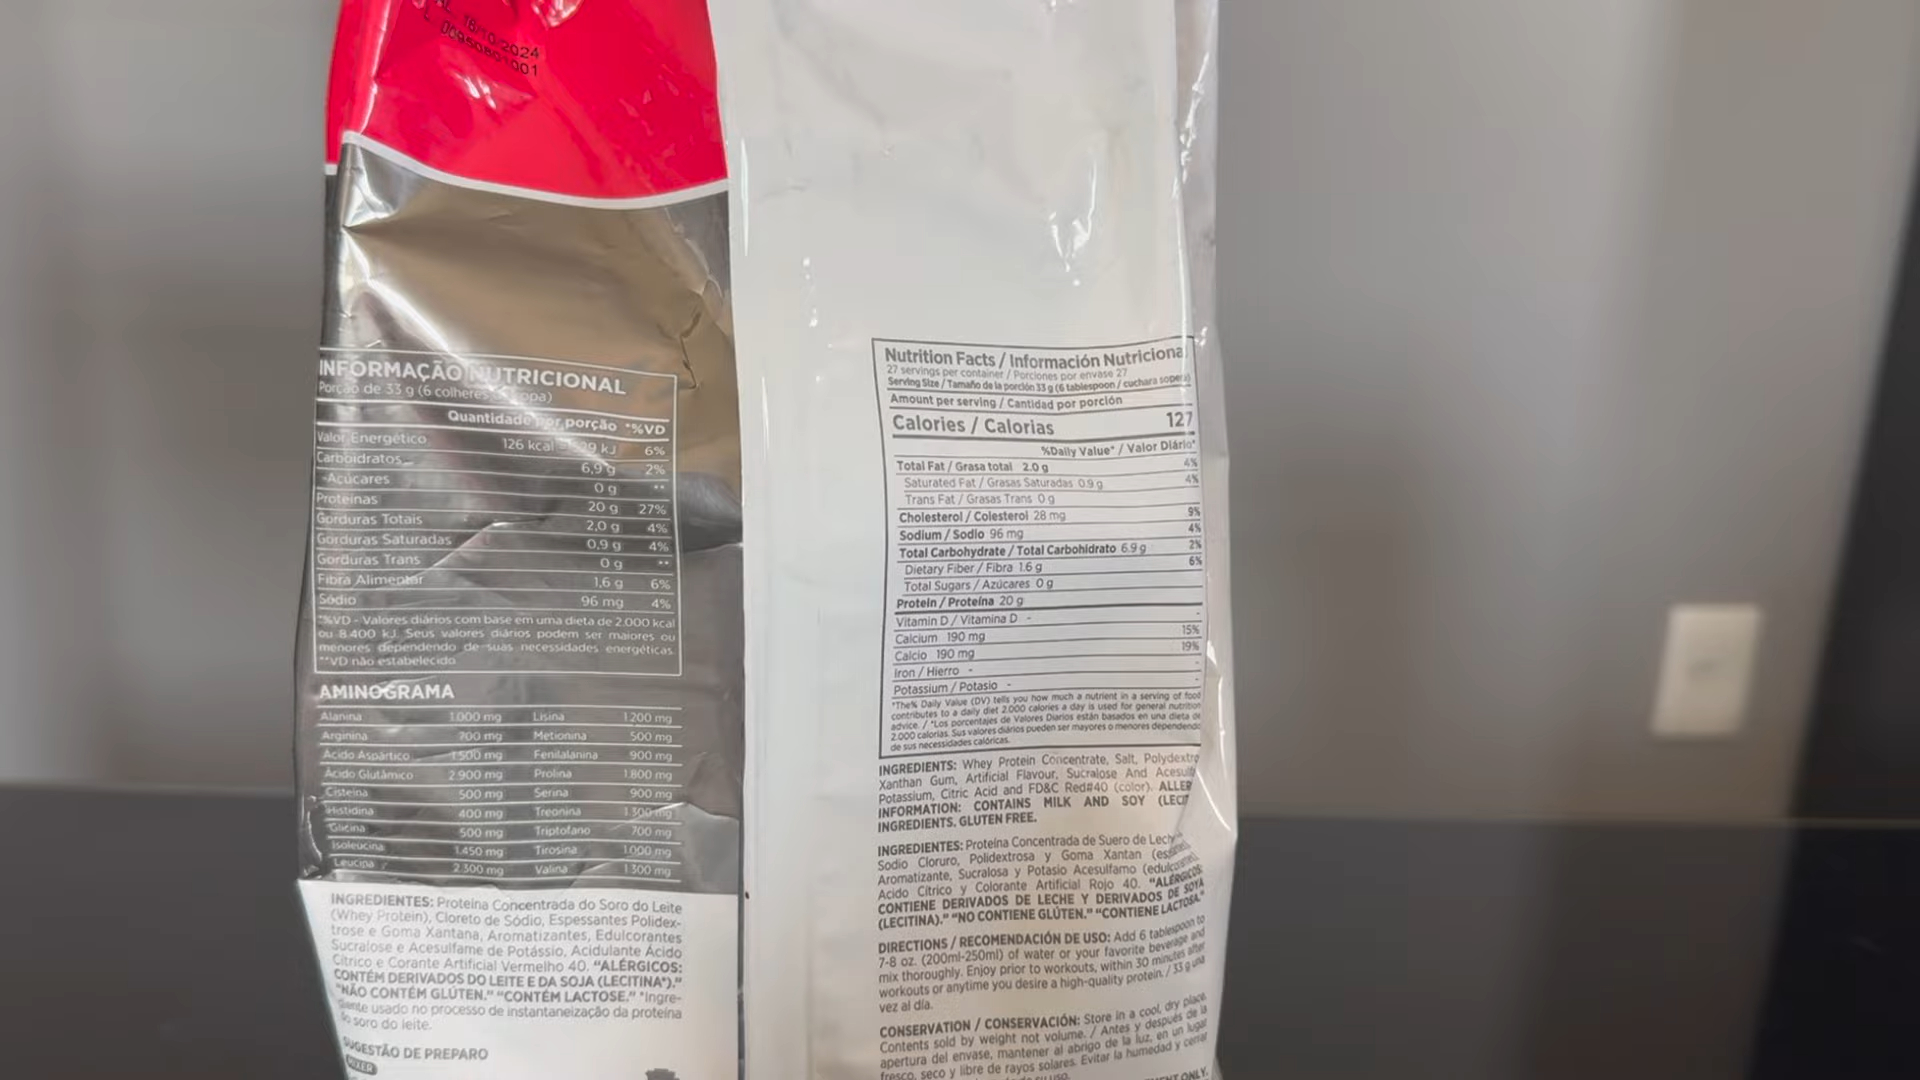 18/10/2024
INFORMAÇÃO NUTRICIONAL
Porção de 33 g (6 colheres
Quantidade por porção *%VD
Valor Energético 126 kcal 6%
Carboidratos 6,9 g 2%
-Açúcares 0 g **
Proteínas 20 g 27%
Gorduras Totais 2,0 g 4%
Gorduras Saturadas 0,9 g 4%
Gorduras Trans 0 g **
Fibra Alimentar 1,6 g 6%
Sódio 96 mg 4%
*%VD - Valores diários com base em uma dieta de 2.000 kcal
ou 8.400 kJ. Seus valores diários podem ser maiores ou
menores dependendo de suas necessidades energéticas.
**VD não estabelecido
AMINOGRAMA
Alanina 1.000 mg Lisina 1.200 mg
Arginina 700 mg Metionina 500 mg
Ácido Aspártico 1.500 mg Fenilalanina 900 mg
Ácido Glutâmico 2.900 mg Prolina 1.800 mg
Cisteína 500 mg Serina 900 mg
Histidina 400 mg Treonina 1.300 mg
Glicina 500 mg Triptofano 700 mg
Isoleucina 1.450 mg Tirosina 1.000 mg
Leucina 2.300 mg Valina 1.300 mg
INGREDIENTES: Proteína Concentrada do Soro do Leite
(Whey Protein), Cloreto de Sódio, Espessantes Polidex-
trose e Goma Xantana, Aromatizantes, Edulcorantes
Sucralose e Acesulfame de Potássio, Acidulante Ácido
Cítrico e Corante Artificial Vermelho 40. “ALÉRGICOS:
CONTÉM DERIVADOS DO LEITE E DA SOJA (LECITINA*).”
“NÃO CONTÉM GLÚTEN.” “CONTÉM LACTOSE.” *Ingre-
diente usado no processo de instantaneização da proteína
do soro do leite.
SUGESTÃO DE PREPARO
MIXER
Nutrition Facts / Información Nutriciona
27 servings per container / Porciones por envase 27
Serving Size / Tamaño de la porción 33 g (6 tablespoon / cuchara sopera)
Amount per serving / Cantidad por porción
Calories / Calorias 127
%Daily Value* / Valor Diário*
Total Fat / Grasa total 2.0 g 4%
Saturated Fat / Grasas Saturadas 0.9 g 4%
Trans Fat / Grasas Trans 0 g
Cholesterol / Colesterol 28 mg 9%
Sodium / Sodio 96 mg 4%
Total Carbohydrate / Total Carbohidrato 6.9 g 2%
Dietary Fiber / Fibra 1.6 g 6%
Total Sugars / Azúcares 0 g
Protein / Proteína 20 g
Vitamin D / Vitamina D - -
Calcium 190 mg 15%
Calcio 190 mg 19%
Iron / Hierro - -
Potassium / Potasio - -
*The% Daily Value (DV) tells you how much a nutrient in a serving of food
contributes to a daily diet 2.000 calories a day is used for general nutrition
advice. / *Los porcentajes de Valores Diarios están basados en una dieta de
2.000 calorias. Sus valores diários pueden ser mayores o menores dependendo
de sus necessidades calóricas.
INGREDIENTS: Whey Protein Concentrate, Salt, Polydextro
Xanthan Gum, Artificial Flavour, Sucralose And Acesulf
Potassium, Citric Acid and FD&C Red#40 (color). ALLER
INFORMATION: CONTAINS MILK AND SOY (LECIT
INGREDIENTS. GLUTEN FREE.
INGREDIENTES: Proteína Concentrada de Suero de Leche
Sodio Cloruro, Polidextrosa y Goma Xantan
Aromatizante, Sucralosa y Potasio Acesulfamo
Acido Cítrico y Colorante Artificial Rojo 40. “ALÉRGICOS:
CONTIENE DERIVADOS DE LECHE Y DERIVADOS DE SOYA
(LECITINA).” “NO CONTIENE GLÚTEN.” “CONTIENE LACTOSA.”
DIRECTIONS / RECOMENDACIÓN DE USO: Add 6 tablespoon to
7-8 oz. (200ml-250ml) of water or your favorite beverage and
mix thoroughly. Enjoy prior to workouts, within 30 minutes after
workouts or anytime you desire a high-quality protein. / 33 g una
vez al día.
CONSERVATION / CONSERVACIÓN: Store in a cool, dry place.
Contents sold by weight not volume. / Antes y después de la
apertura del envase, mantener al abrigo de la luz, en un lugar
fresco, seco y libre de rayos solares. Evitar la humedad y cerrar
su uso.
ONLY.